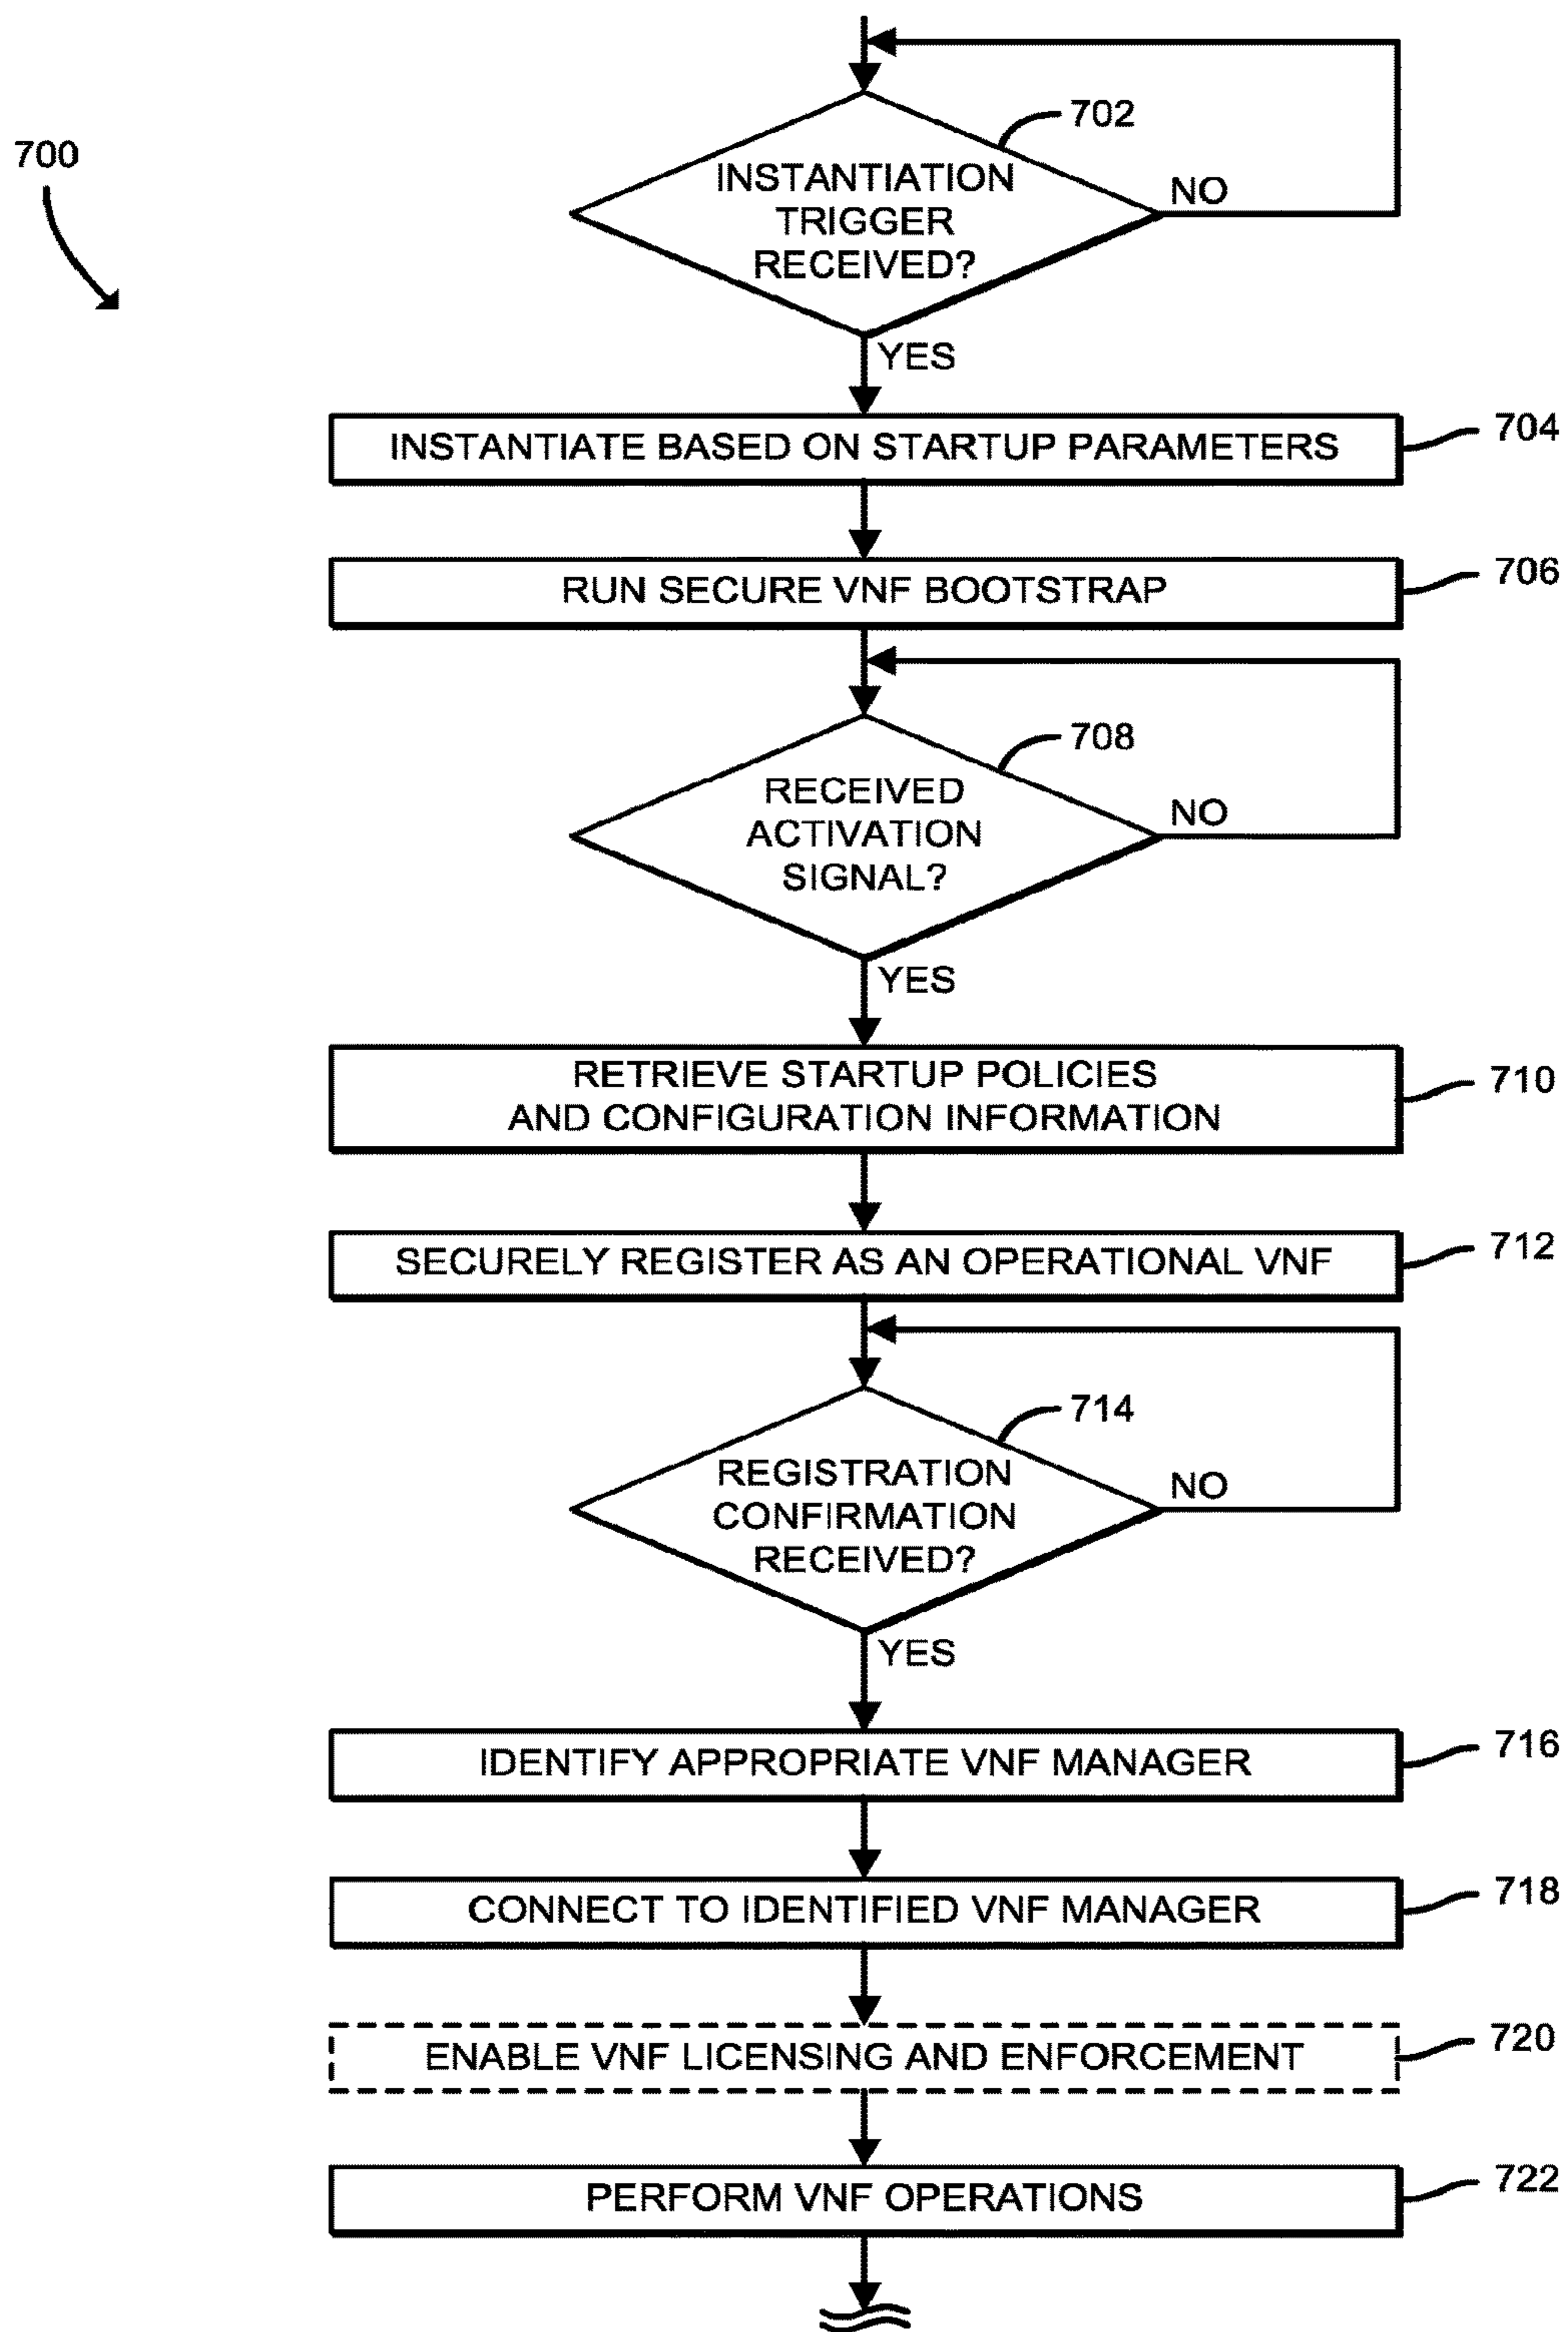 700
702
INSTANTIATION
TRIGGER
RECEIVED?
NO
YES
INSTANTIATE BASED ON STARTUP PARAMETERS
704
RUN SECURE VNF BOOTSTRAP
706
708
RECEIVED
ACTIVATION
SIGNAL?
NO
YES
RETRIEVE STARTUP POLICIES
AND CONFIGURATION INFORMATION
710
SECURELY REGISTER AS AN OPERATIONAL VNF
712
714
REGISTRATION
CONFIRMATION
RECEIVED?
NO
YES
IDENTIFY APPROPRIATE VNF MANAGER
716
CONNECT TO IDENTIFIED VNF MANAGER
718
ENABLE VNF LICENSING AND ENFORCEMENT
720
PERFORM VNF OPERATIONS
722